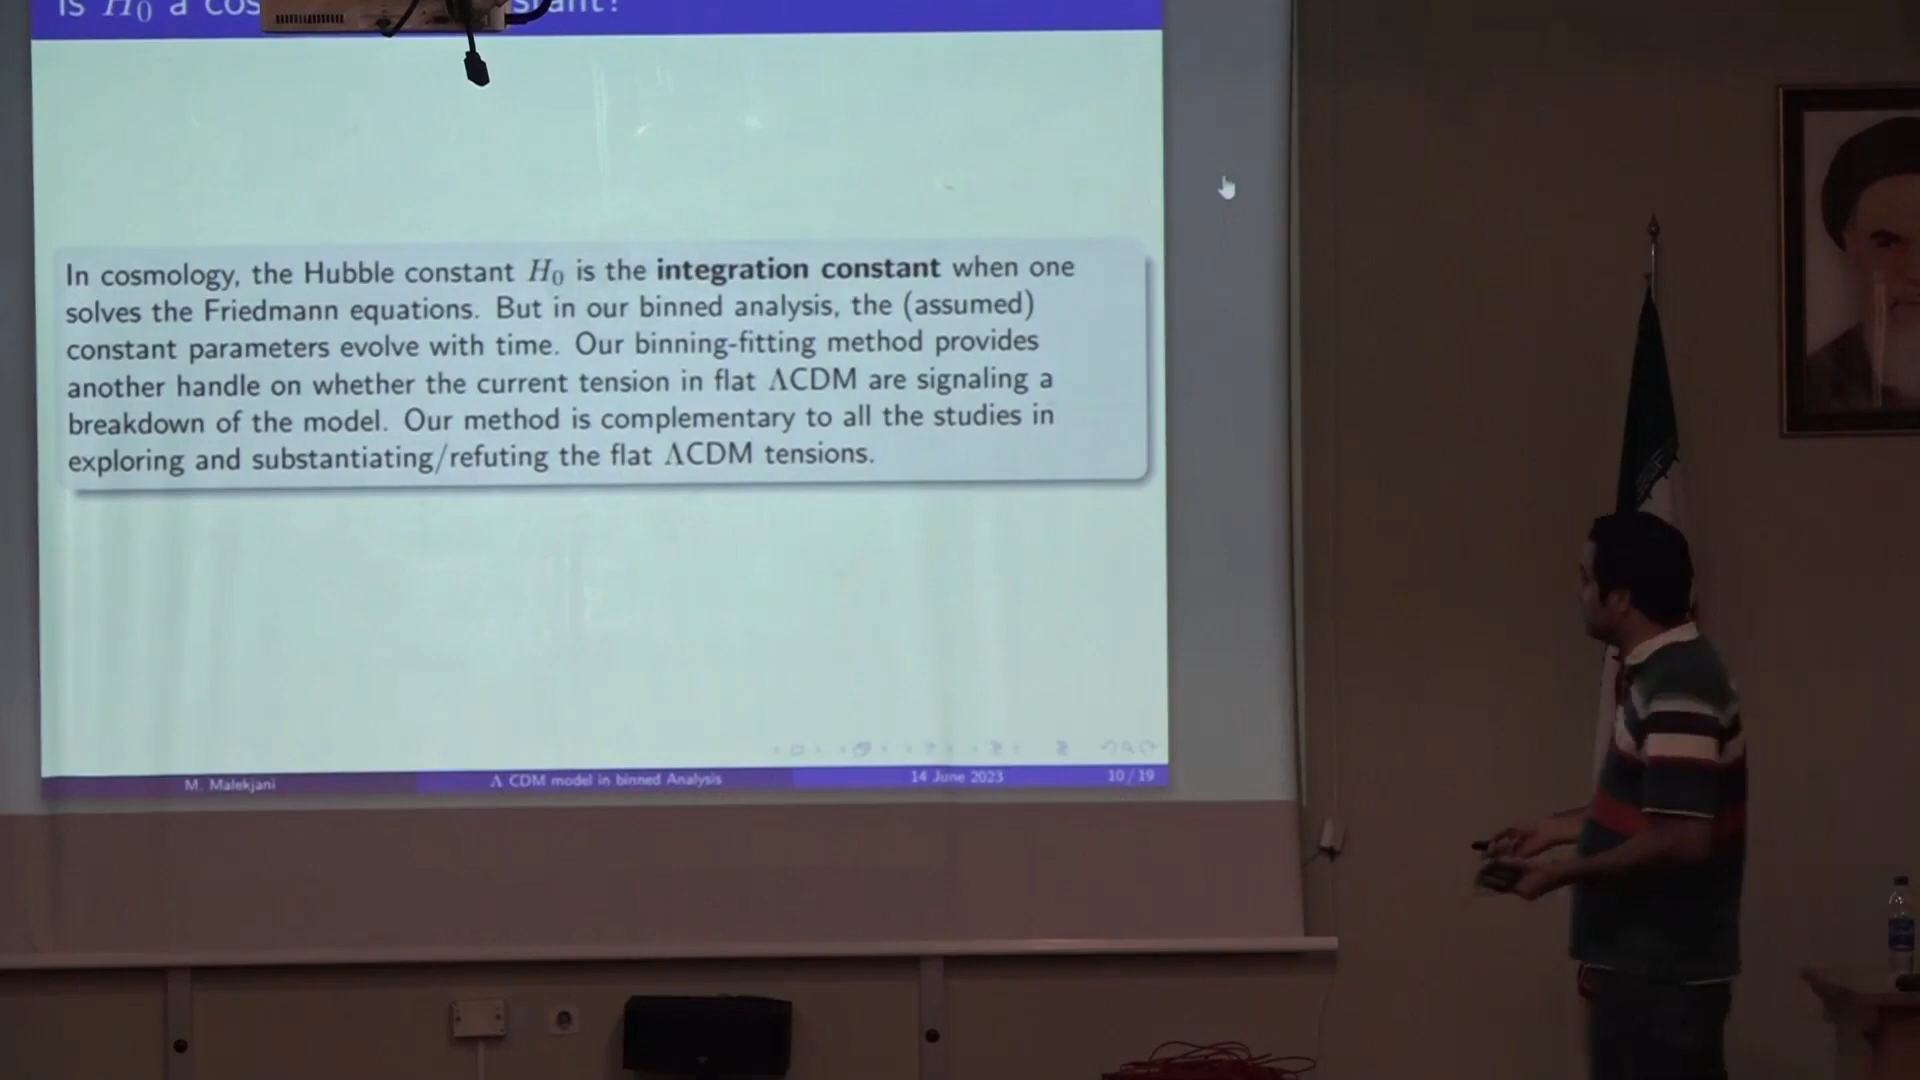 is H₀ a cos stant?
In cosmology, the Hubble constant H₀ is the integration constant when one
solves the Friedmann equations. But in our binned analysis, the (assumed)
constant parameters evolve with time. Our binning-fitting method provides
another handle on whether the current tension in flat ΛCDM are signaling a
breakdown of the model. Our method is complementary to all the studies in
exploring and substantiating/refuting the flat ΛCDM tensions.
M. Malekjani Λ CDM model in binned Analysis 14 June 2023 10 / 19